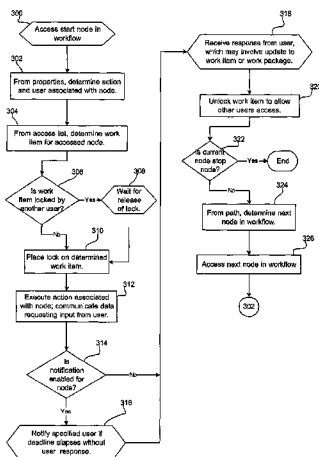 300
Access start node in
workflow
302
From properties, determine action
and user associated with node.
304
From access list, determine work
item for accessed node.
306
Is work
item locked by
another user?
Yes
308
Wait for
release
of lock.
No
310
Place lock on determined
work item.
312
Execute action associated
with node; communicate data
requesting input from user.
314
Is
notification
enabled for
node?
No
Yes
316
Notify specified user if
deadline elapses without
user response.
318
Receive response from user,
which may involve update to
work item or work package.
320
Unlock work item to allow
other users access.
322
Is current
node stop
node?
Yes
End
No
324
From path, determine next
node in workflow.
326
Access next node in workflow
302